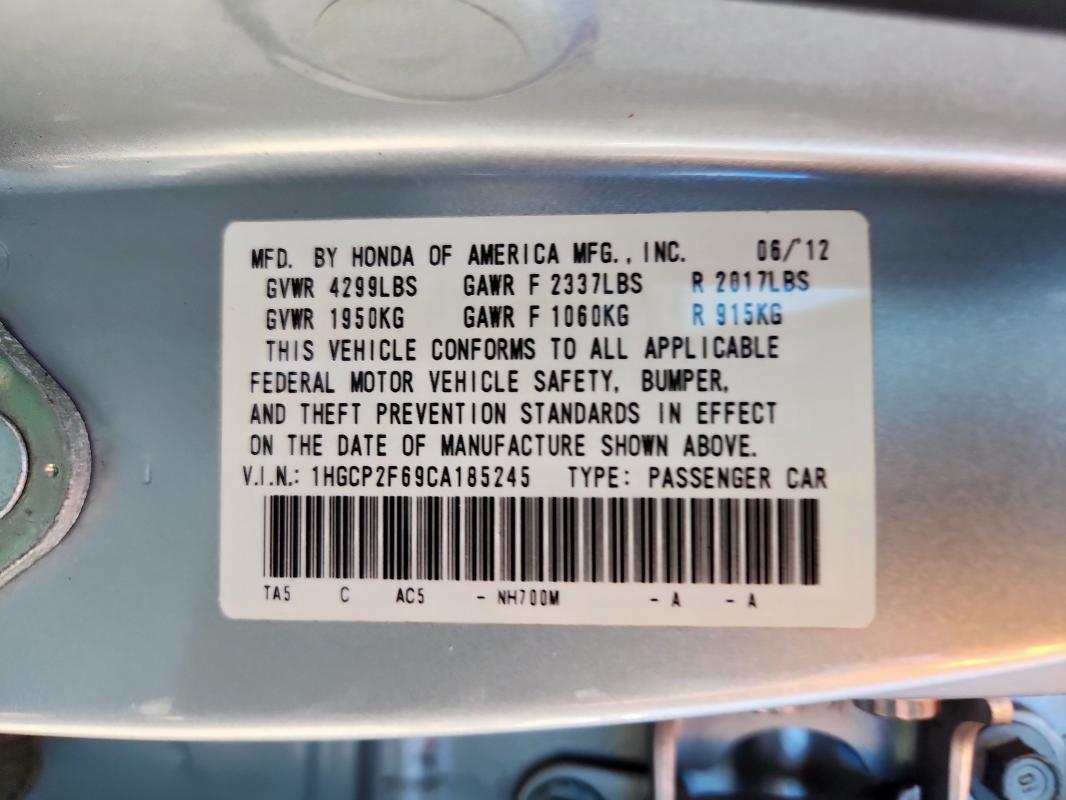 MFD. BY HONDA OF AMERICA MFG., INC. 06/12
GVWR 4299LBS GAWR F 2337LBS R 2017LBS
GVWR 1950KG GAWR F 1060KG R 915KG
THIS VEHICLE CONFORMS TO ALL APPLICABLE
FEDERAL MOTOR VEHICLE SAFETY, BUMPER,
AND THEFT PREVENTION STANDARDS IN EFFECT
ON THE DATE OF MANUFACTURE SHOWN ABOVE.
V.I.N.: 1HGCP2F69CA185245 TYPE: PASSENGER CAR
TA5 C AC5 - NH700M - A - A